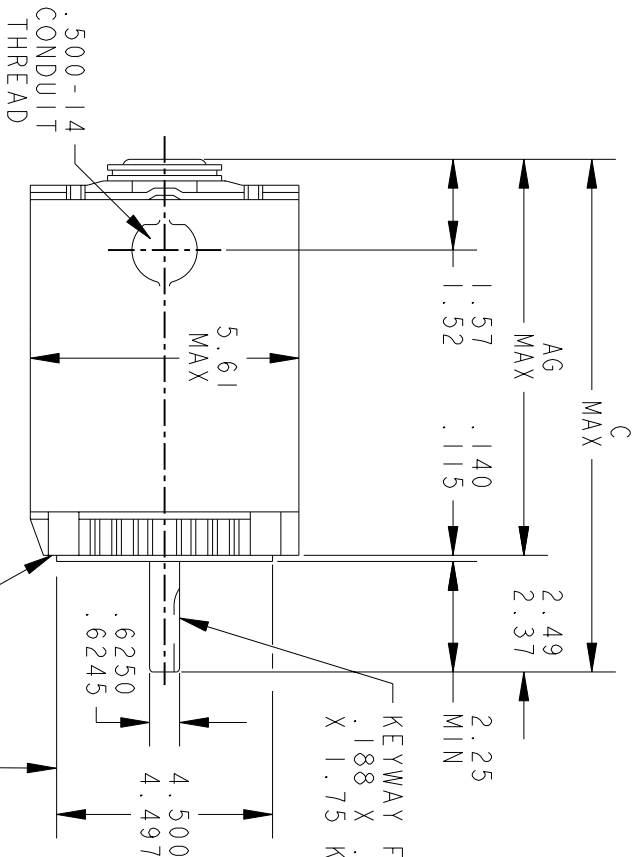 C
MAX
AG
MAX
1.57
1.52
.140
.115
2.49
2.37
2.25
MIN
.500-14
CONDUIT
THREAD
5.61
MAX
KEYWAY F
.188 X .
X 1.75 K
.6250
.6245
4.500
4.497